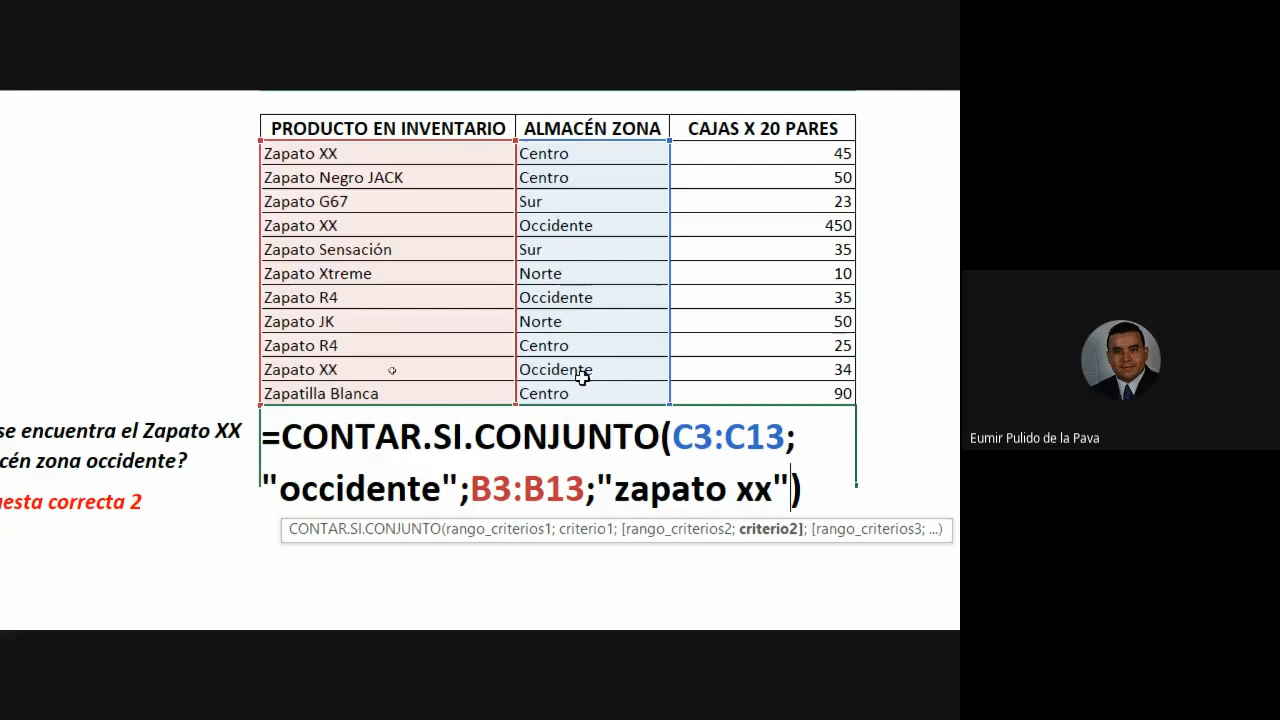 PRODUCTO EN INVENTARIO ALMACÉN ZONA CAJAS X 20 PARES
Zapato XX Centro 45
Zapato Negro JACK Centro 50
Zapato G67 Sur 23
Zapato XX Occidente 450
Zapato Sensación Sur 35
Zapato Xtreme Norte 10
Zapato R4 Occidente 35
Zapato JK Norte 50
Zapato R4 Centro 25
Zapato XX Occidente 34
Zapatilla Blanca Centro 90
se encuentra el Zapato XX
cén zona occidente?
uesta correcta 2
=CONTAR.SI.CONJUNTO(C3:C13;
"occidente";B3:B13;"zapato xx")
CONTAR.SI.CONJUNTO(rango_criterios1; criterio1; [rango_criterios2; criterio2]; [rango_criterios3; ...)
Eumir Pulido de la Pava